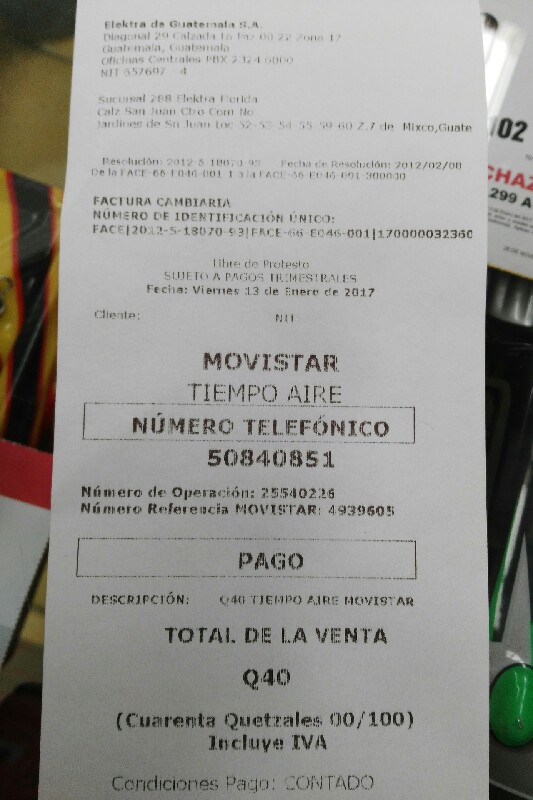 Elektra de Guatemala S.A.
Diagonal 29 Calzada la Paz 00-22 Zona 17
Guatemala, Guatemala
Oficinas Centrales PBX 2324 6000
NIT 657697 - 4
Sucursal 288 Elektra Florida
Calz San Juan Ctro Com No
Jardines de Sn Juan Loc 52-53-54-55-59-60 Z.7 de Mixco,Guate
Resolución: 2012-5-18070-93 Fecha de Resolución: 2012/02/08
De la FACE-66-E046-001-1 a la FACE-66-E046-001-300000
FACTURA CAMBIARIA
NÚMERO DE IDENTIFICACIÓN ÚNICO:
FACE|2012-5-18070-93|FACE-66-E046-001|170000032360
Libre de Protesto
SUJETO A PAGOS TRIMESTRALES
Fecha: Viernes 13 de Enero de 2017
Cliente: NIT
MOVISTAR
TIEMPO AIRE
NÚMERO TELEFÓNICO
50840851
Número de Operación: 25540226
Número Referencia MOVISTAR: 4939605
PAGO
DESCRIPCIÓN: Q40 TIEMPO AIRE MOVISTAR
TOTAL DE LA VENTA
Q40
(Cuarenta Quetzales 00/100)
Incluye IVA
Condiciones Pago: CONTADO
102
CHAZ
299 A